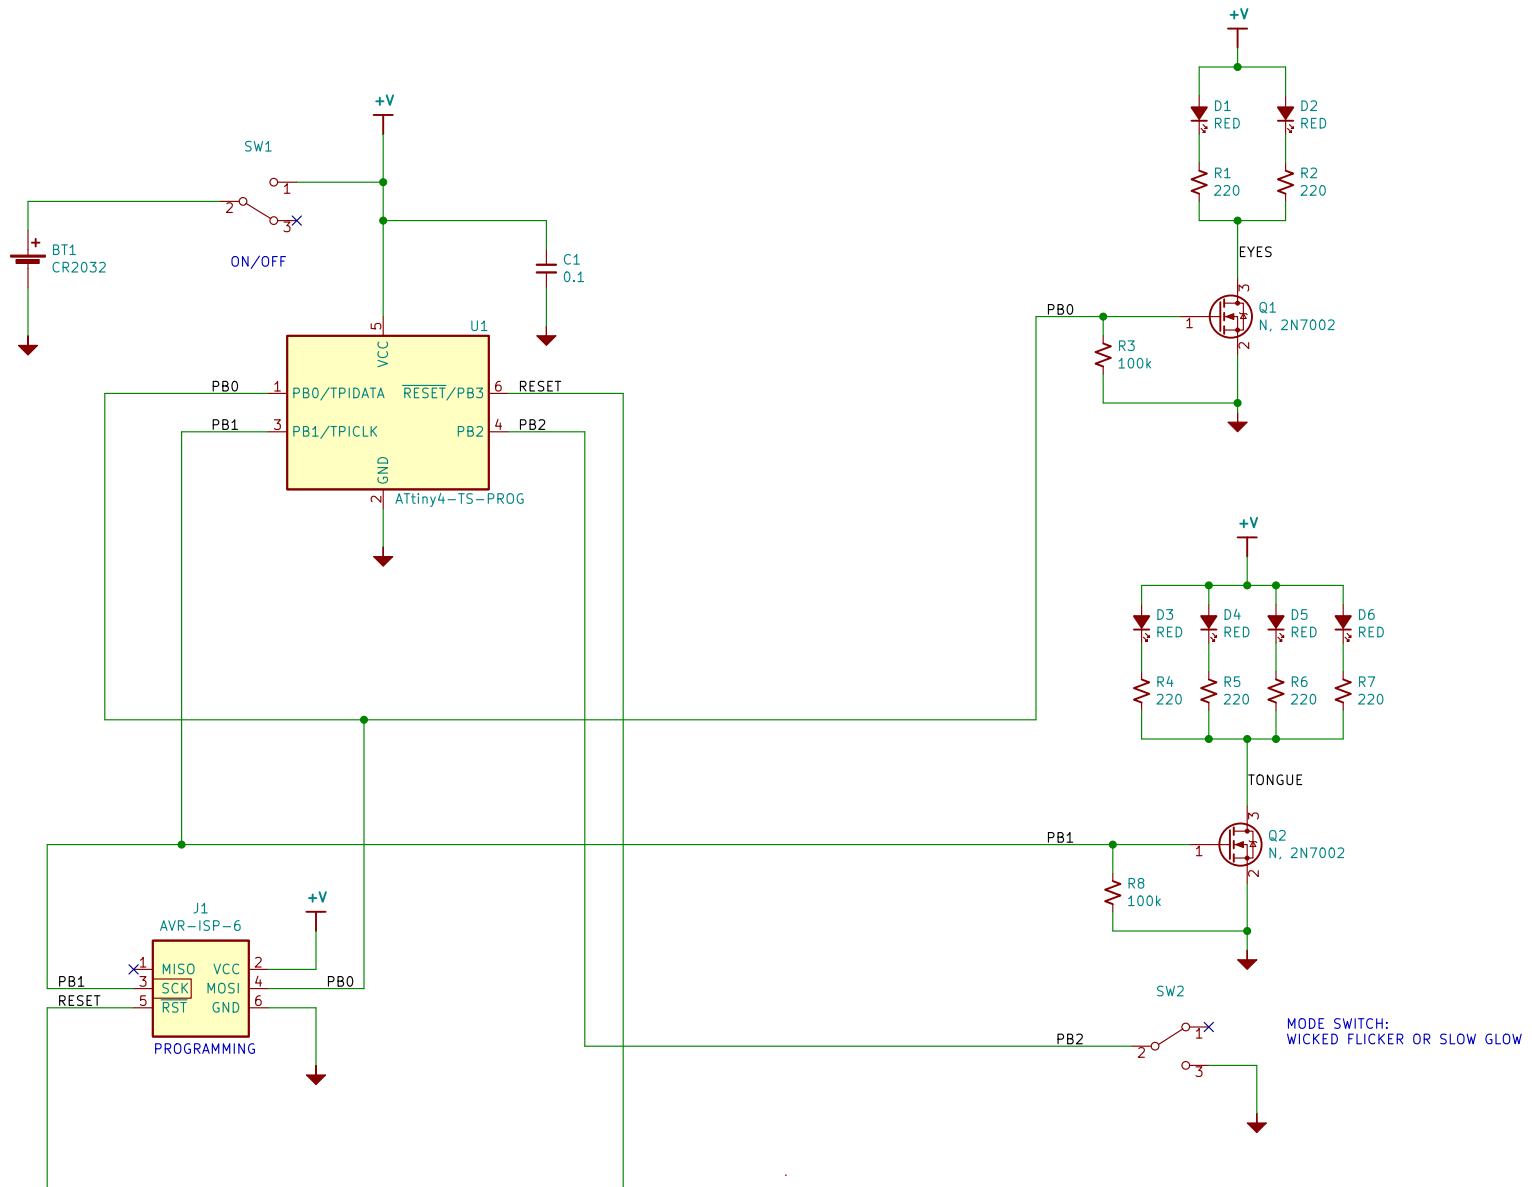 +V
D1
RED
D2
RED
R1
220
R2
220
EYES
3
Q1
N, 2N7002
1
2
PB0
R3
100k
+V
SW1
1
2
3
ON/OFF
BT1
CR2032
C1
0.1
U1
5
VCC
PB0
1
PB0/TPIDATA
RESET/PB3
6
RESET
PB1
3
PB1/TPICLK
PB2
4
PB2
GND
2
ATtiny4-TS-PROG
+V
D3
RED
D4
RED
D5
RED
D6
RED
R4
220
R5
220
R6
220
R7
220
TONGUE
3
Q2
N, 2N7002
1
2
PB1
R8
100k
J1
AVR-ISP-6
+V
1
MISO
VCC
2
PB1
3
SCK
MOSI
4
PB0
RESET
5
RST
GND
6
PROGRAMMING
SW2
PB2
1
2
3
MODE SWITCH:
WICKED FLICKER OR SLOW GLOW